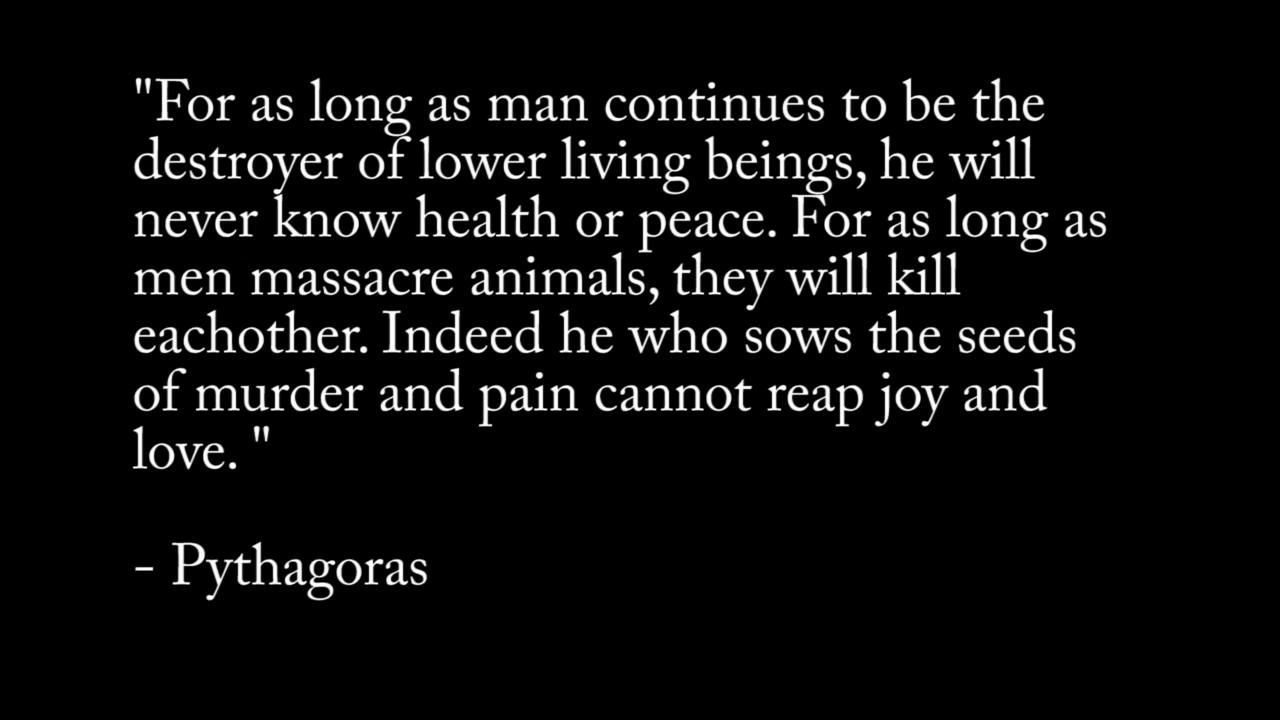 "For as long as man continues to be the
destroyer of lower living beings, he will
never know health or peace. For as long as
men massacre animals, they will kill
eachother. Indeed he who sows the seeds
of murder and pain cannot reap joy and
love. "
- Pythagoras